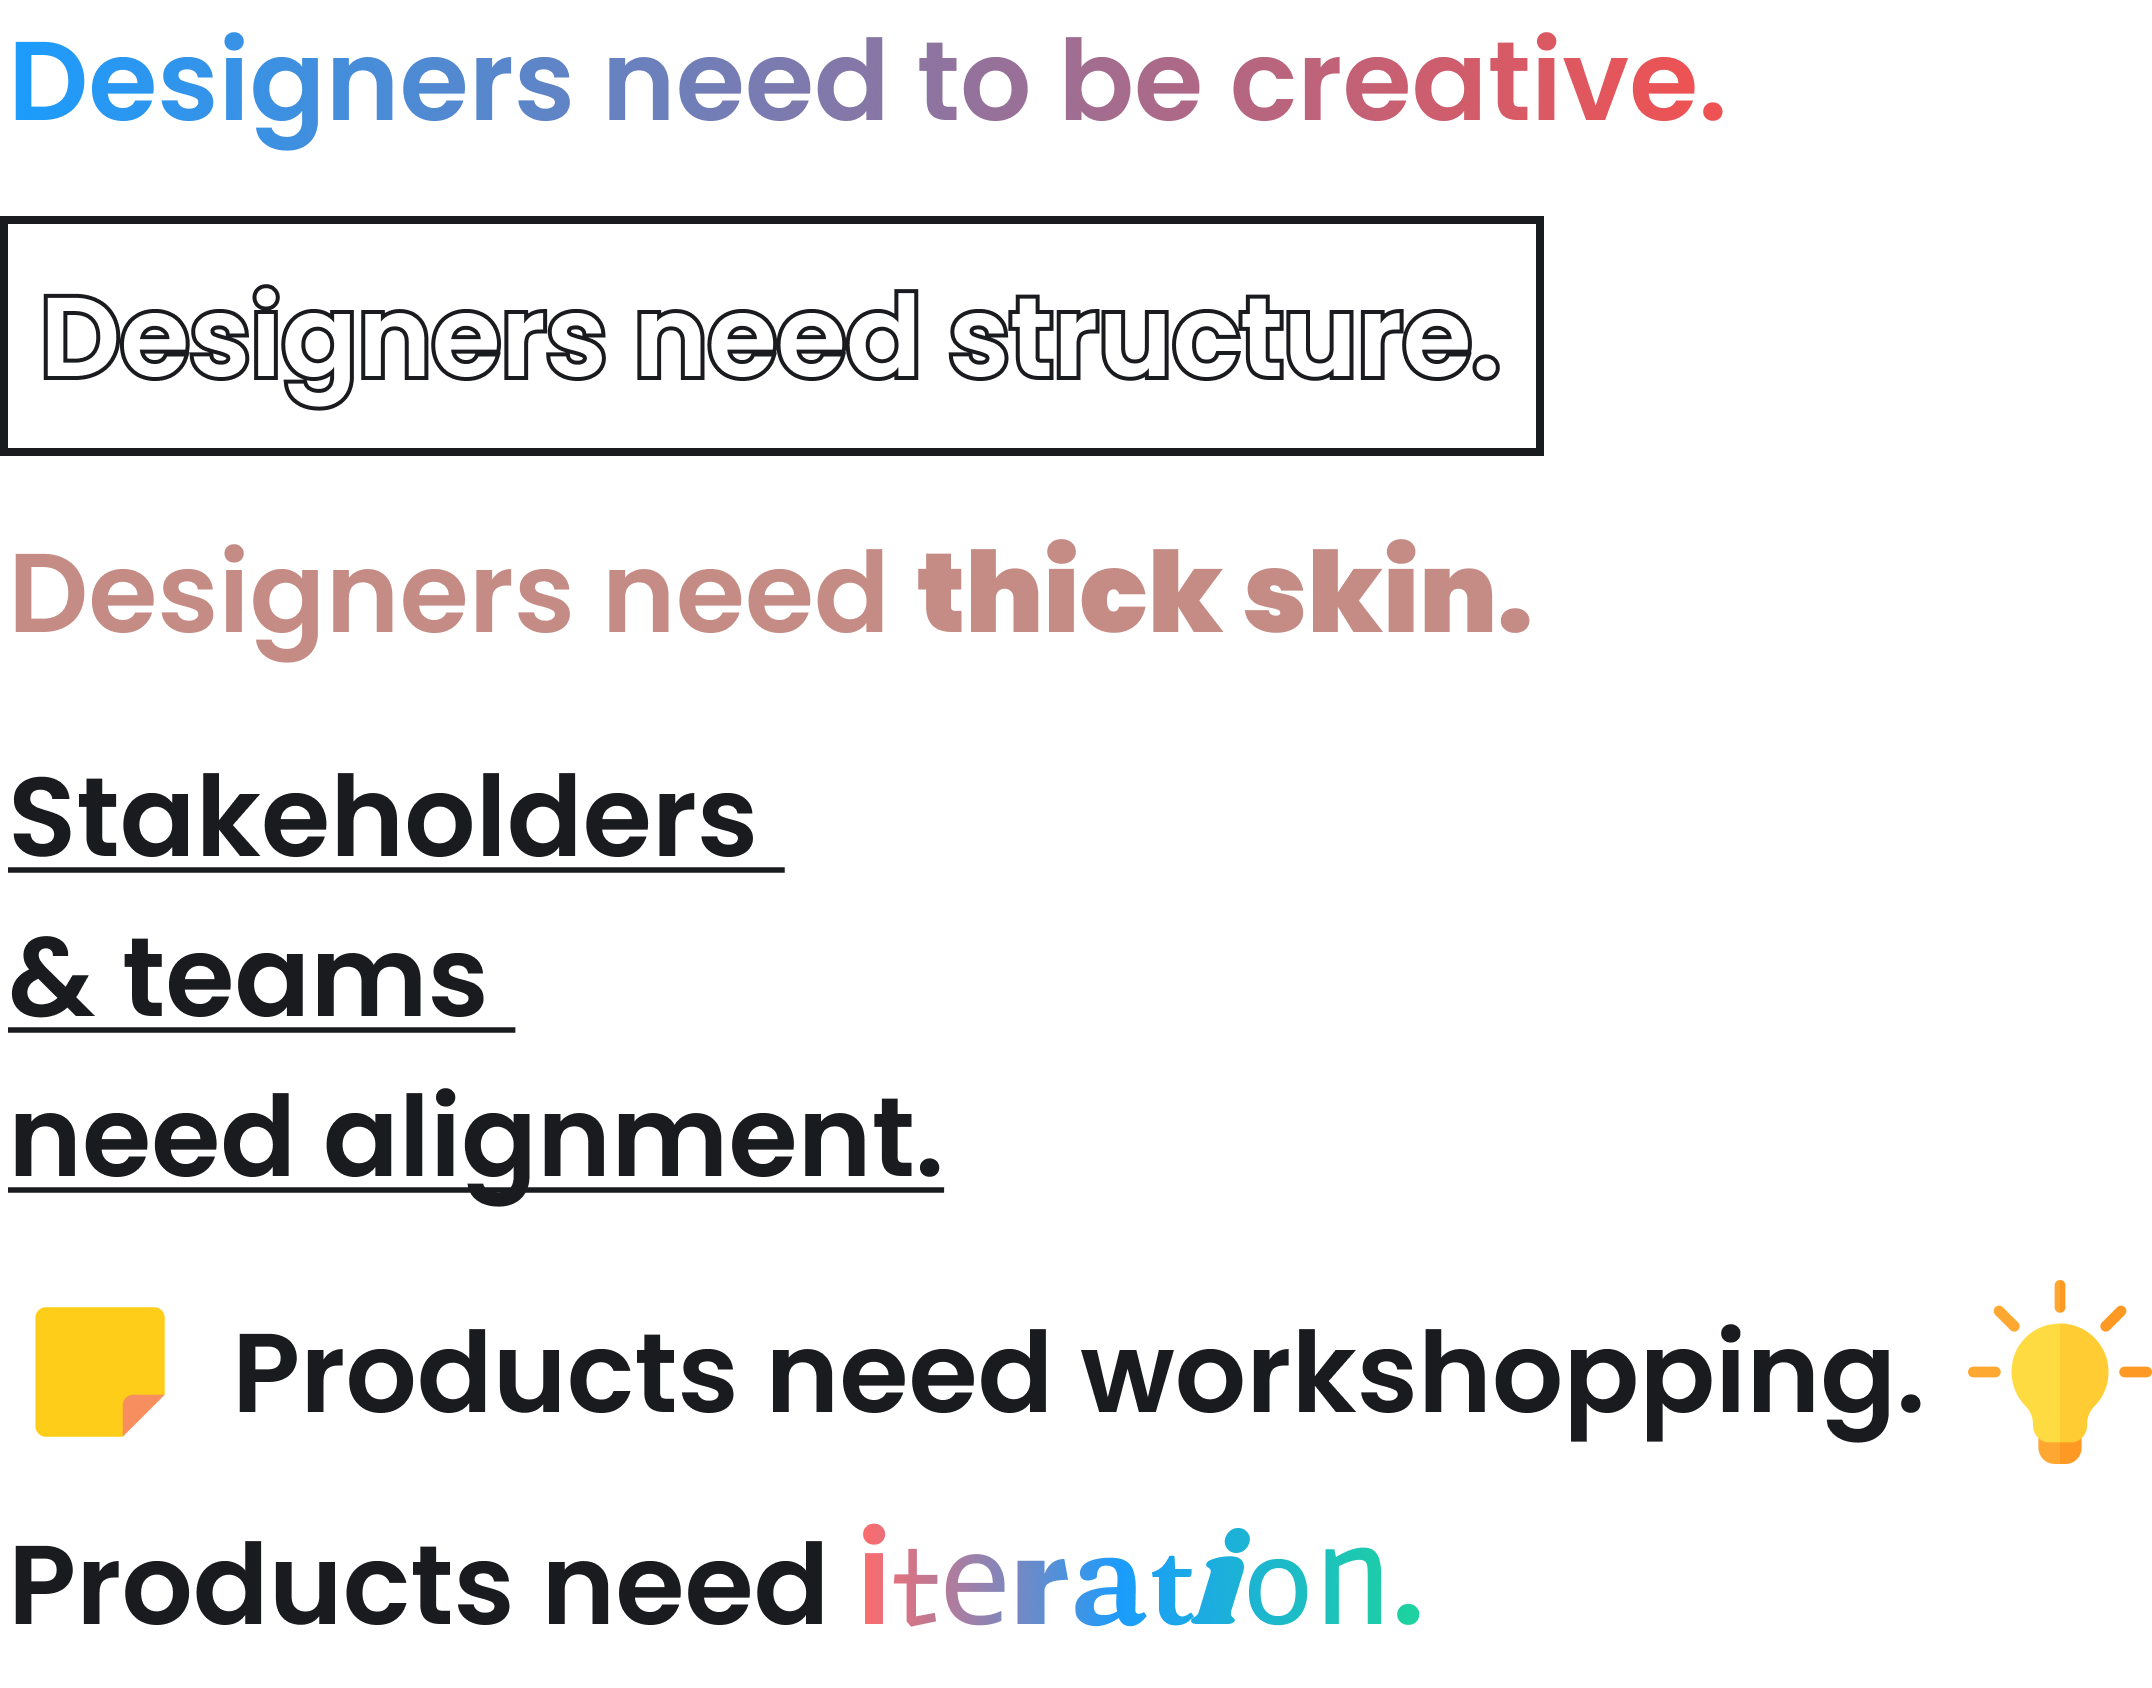 Designers need to be creative.
Designers need structure.
Designers need thick skin.
Stakeholders
& teams
need alignment.
Products need workshopping.
Products need iteration.